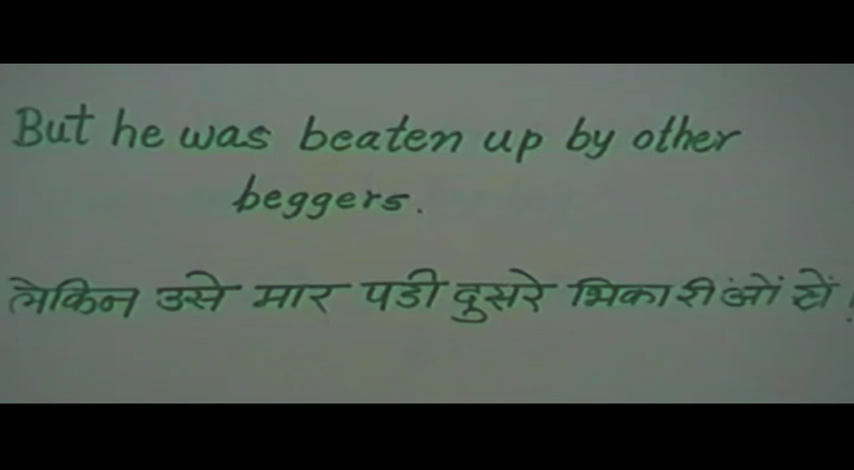 But he was beaten up by other
beggers.
लेकिन उसे मार पडी दुसरे भिकारीओं